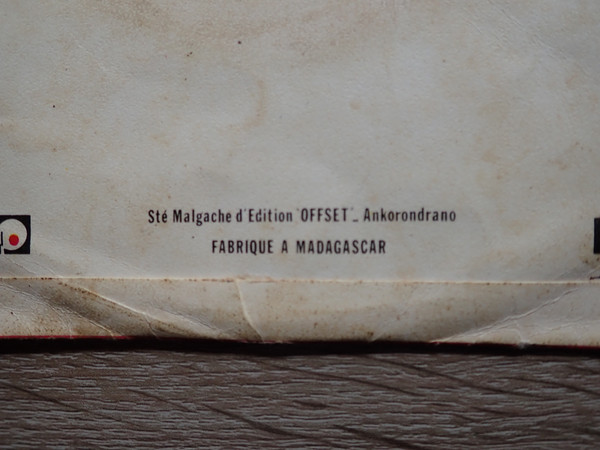 Sté Malgache d'Edition "OFFSET" _ Ankorondrano
FABRIQUE A MADAGASCAR